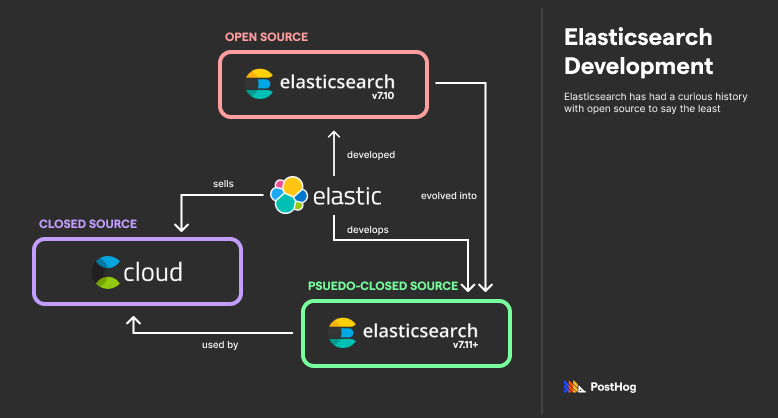 OPEN SOURCE
elasticsearch
v7.10
developed
sells
elastic
evolved into
develops
CLOSED SOURCE
cloud
PSUEDO-CLOSED SOURCE
elasticsearch
v7.11+
used by
Elasticsearch
Development
Elasticsearch has had a curious history
with open source to say the least
PostHog